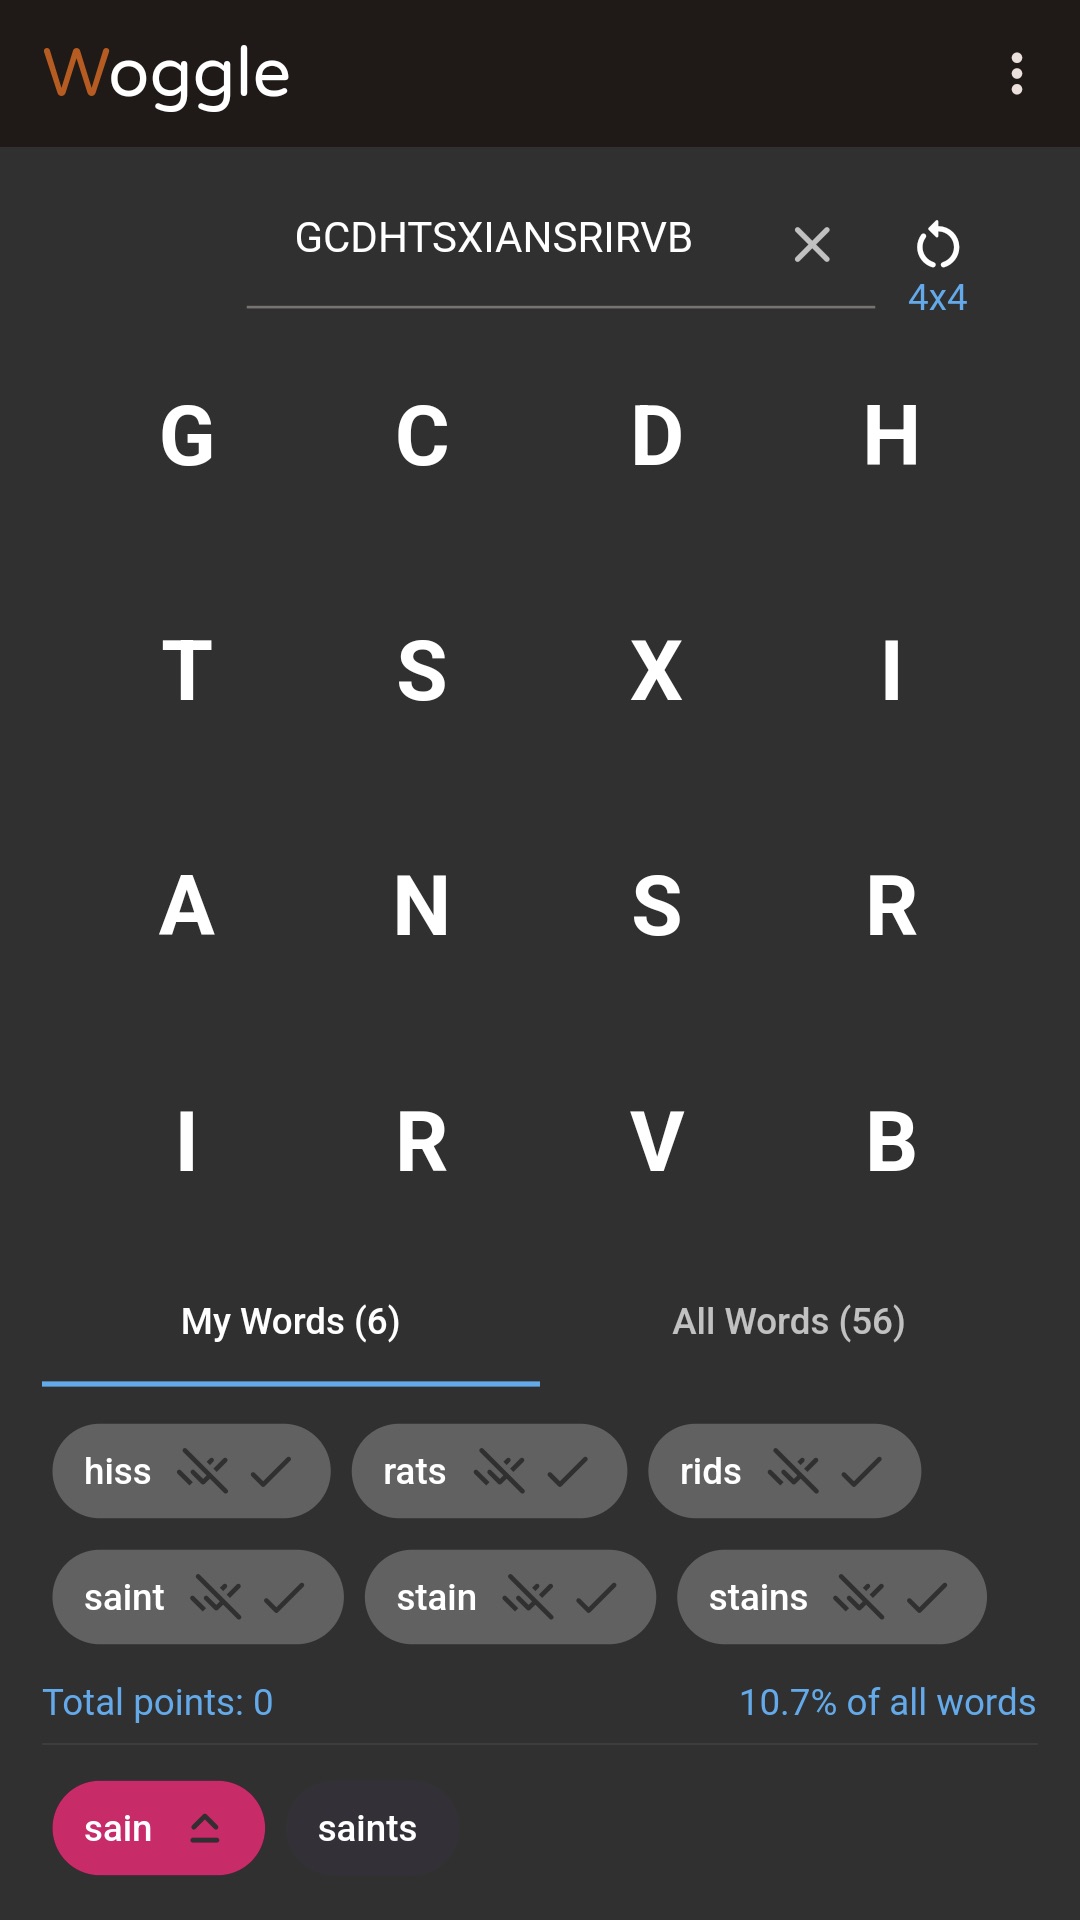 Woggle
GCDHTSXIANSRIRVB
4x4
G C D H
T S X I
A N S R
I R V B
My Words (6) All Words (56)
hiss rats rids
saint stain stains
Total points: 0 10.7% of all words
sain saints